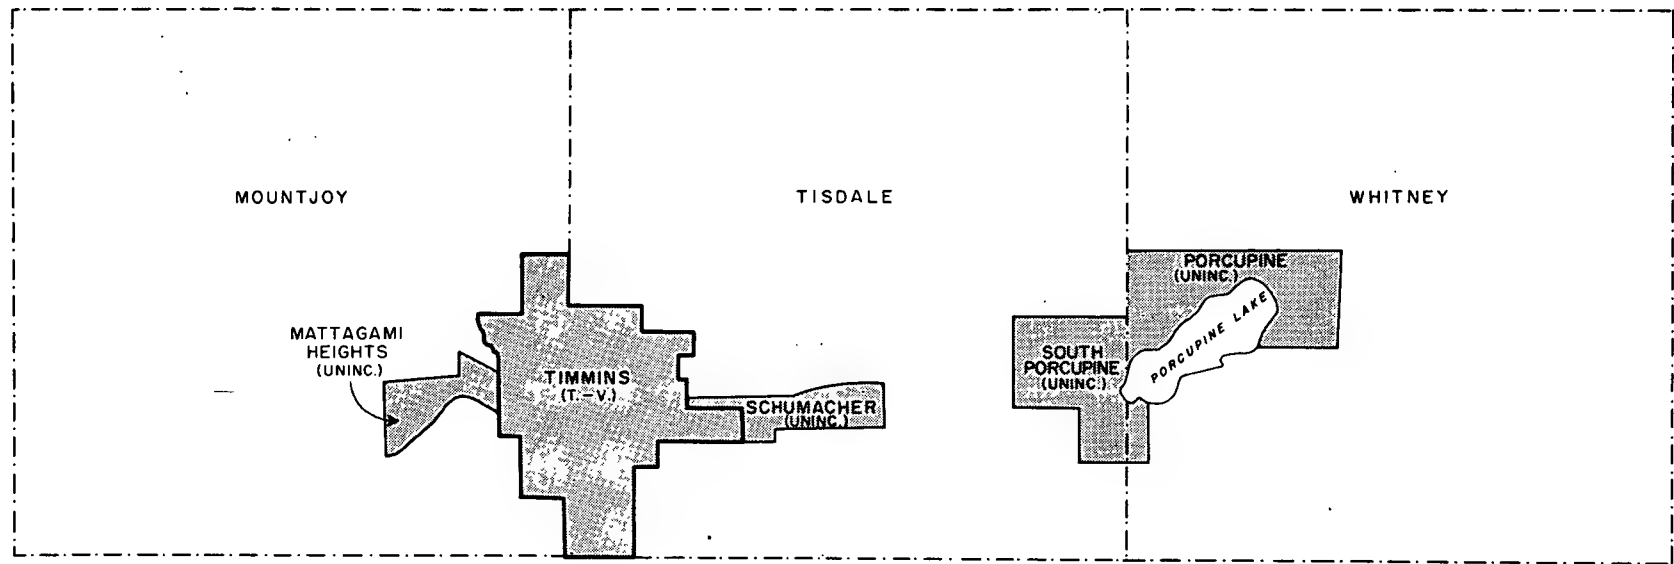 MOUNTJOY
TISDALE
WHITNEY
PORCUPINE
(UNINC.)
PORCUPINE LAKE
MATTAGAMI
HEIGHTS
(UNINC.)
TIMMINS
(T.-V.)
SCHUMACHER
(UNINC.)
SOUTH
PORCUPINE
(UNINC.)